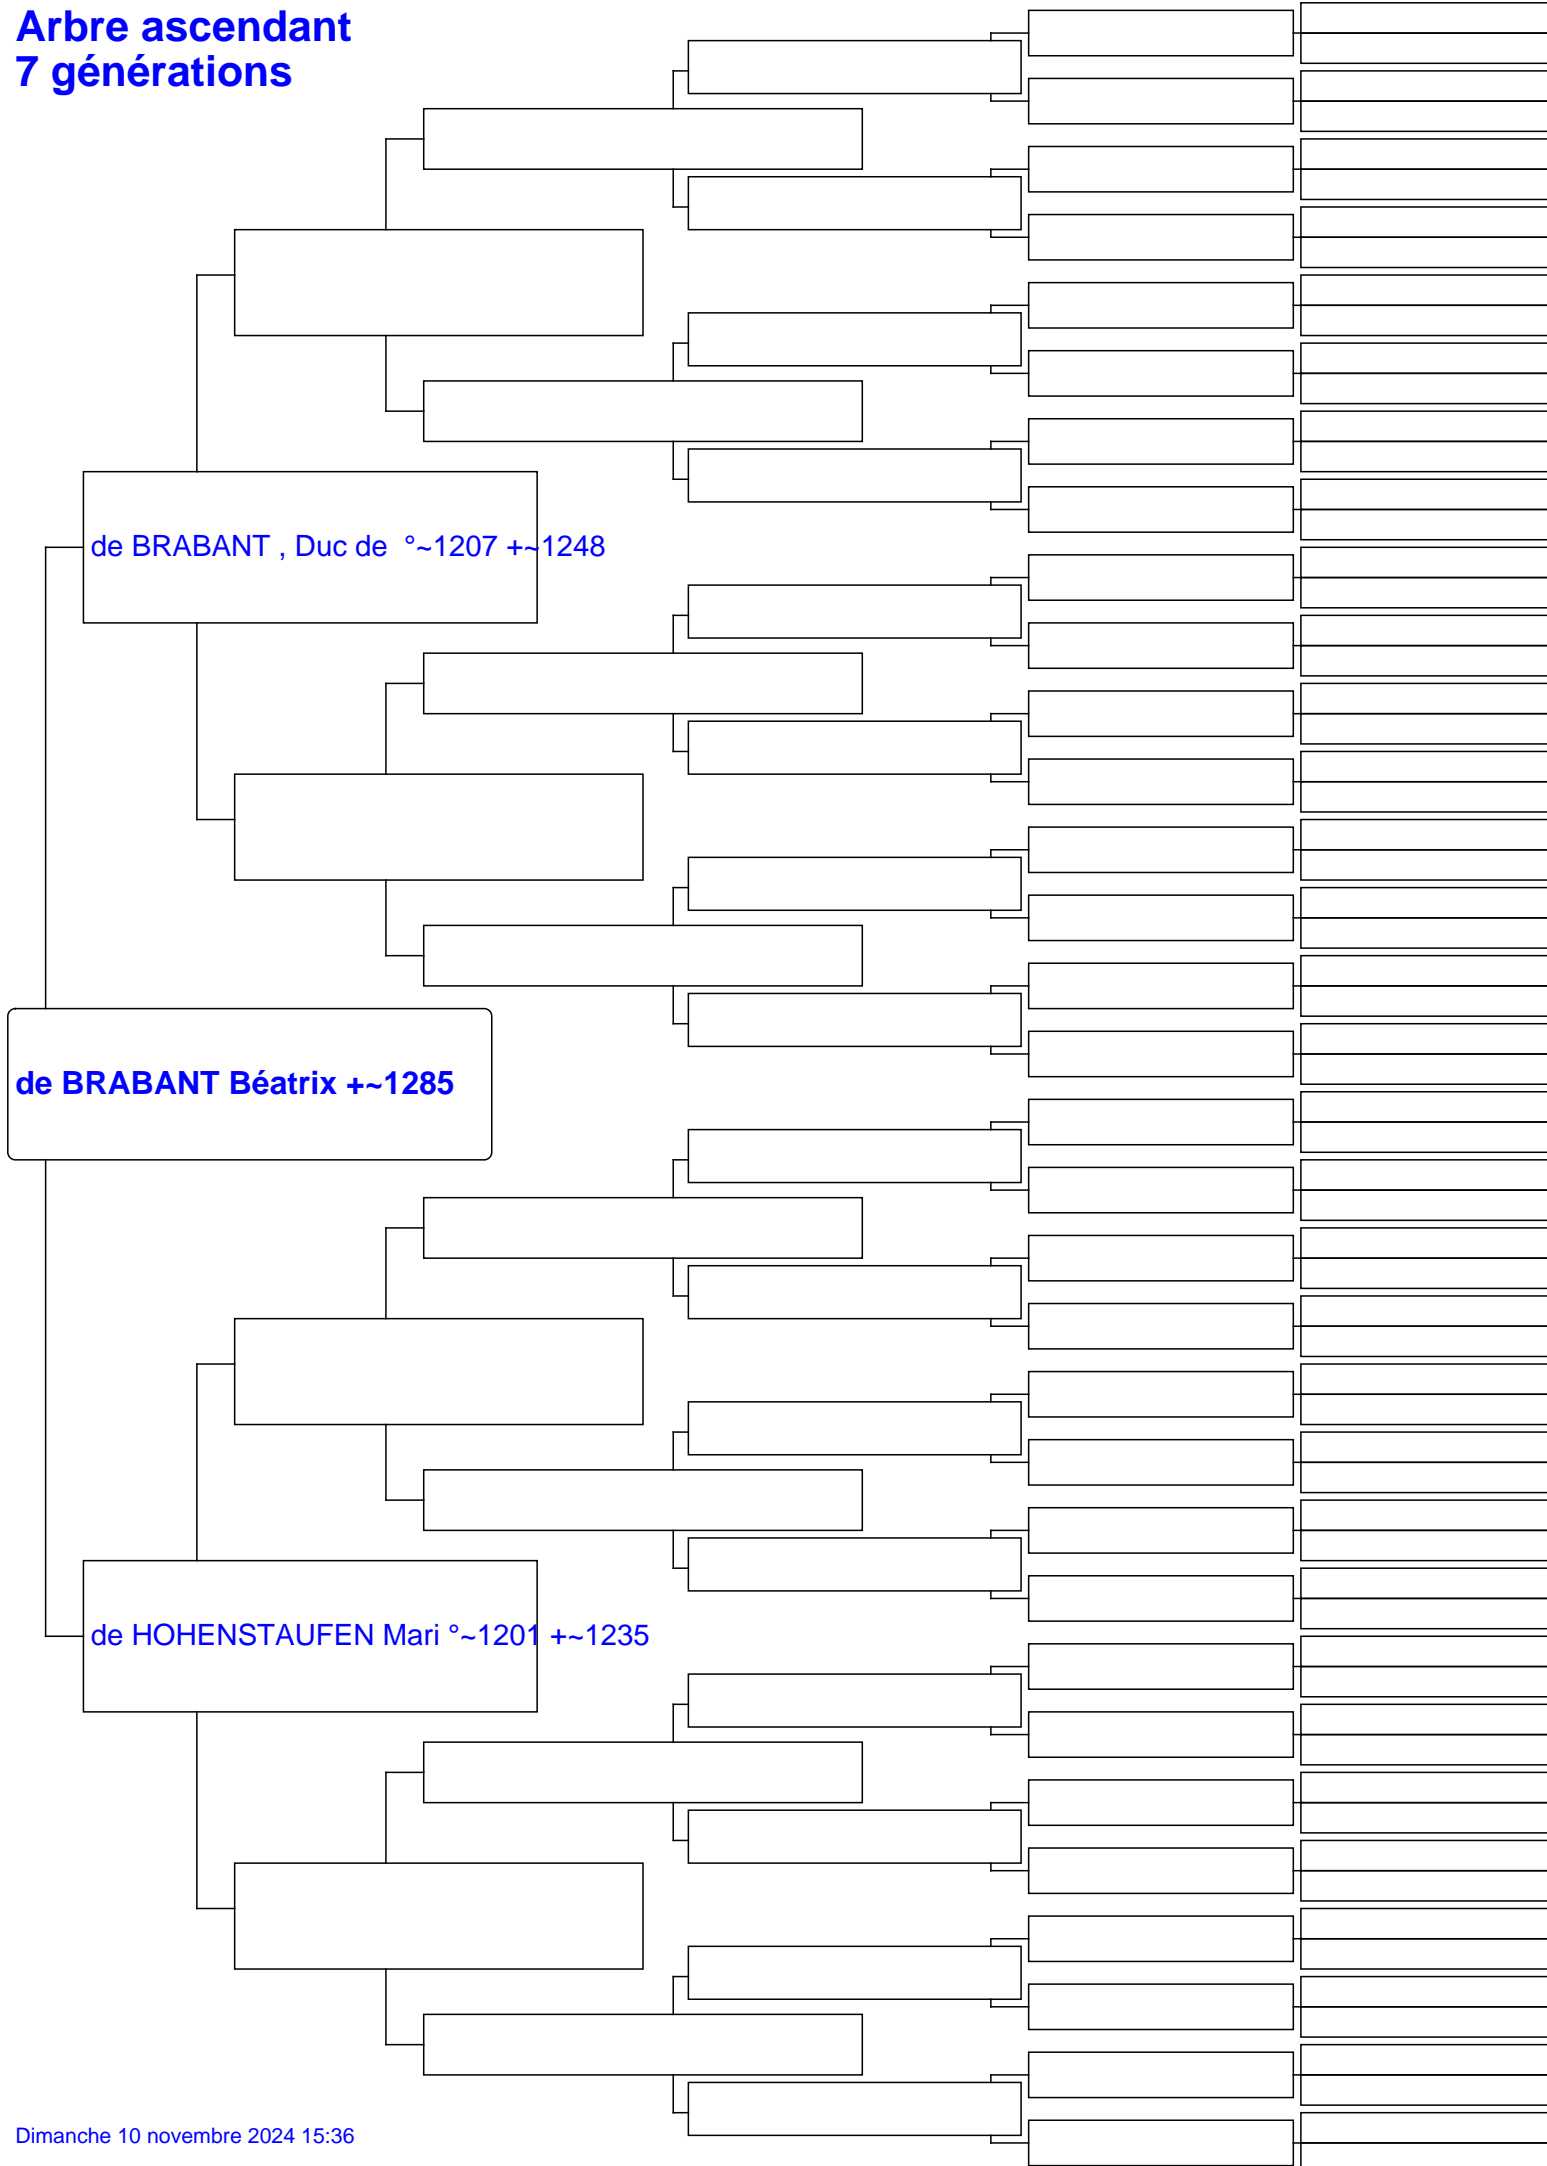 Arbre ascendant
7 générations
de BRABANT , Duc de °~1207 +~1248
de BRABANT Béatrix +~1285
de HOHENSTAUFEN Mari °~1201 +~1235
Dimanche 10 novembre 2024 15:36